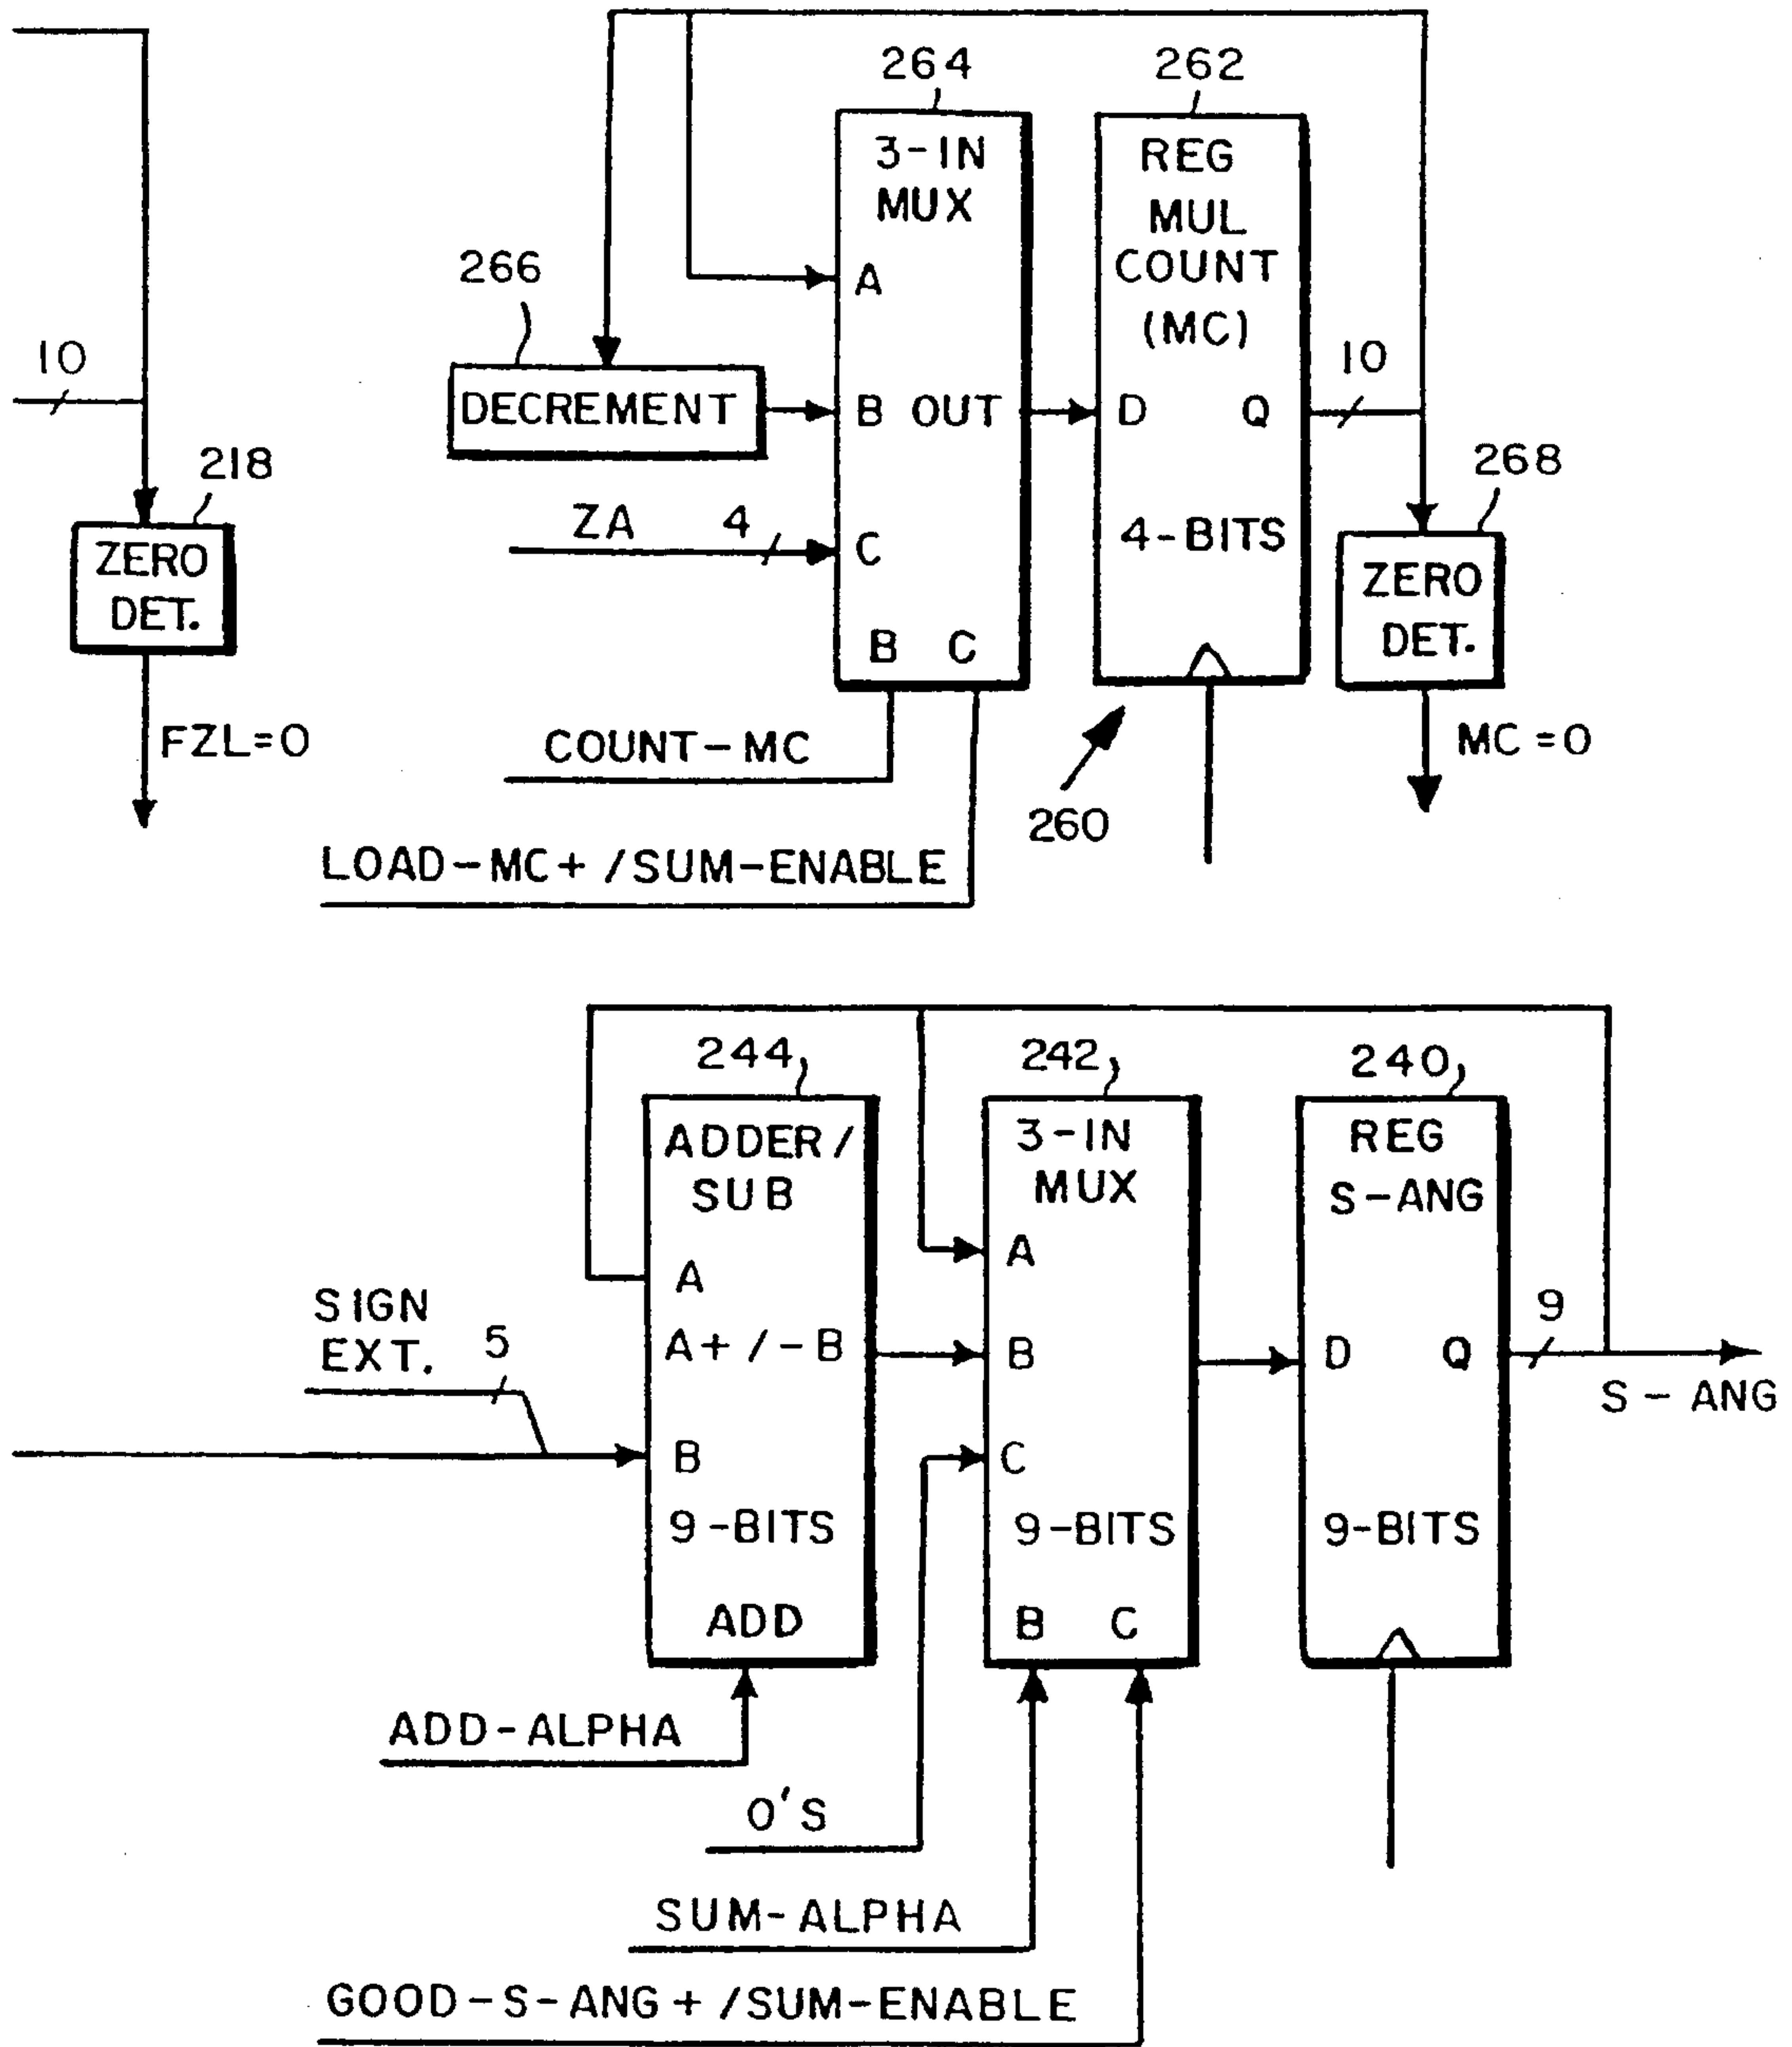 264
262
3-IN
MUX
REG
MUL
COUNT
(MC)
266
A
10
10
DECREMENT
B OUT
D Q
218
268
ZA 4
C
4-BITS
ZERO
DET.
ZERO
DET.
B C
FZL=0
COUNT-MC
MC=0
260
LOAD-MC+/SUM-ENABLE
244
242
240
ADDER/
SUB
3-IN
MUX
REG
S-ANG
A
A
SIGN
EXT.
5
A+/-B
B
D Q
9
S-ANG
B
C
9-BITS
9-BITS
9-BITS
ADD
B C
ADD-ALPHA
0'S
SUM-ALPHA
GOOD-S-ANG+/SUM-ENABLE